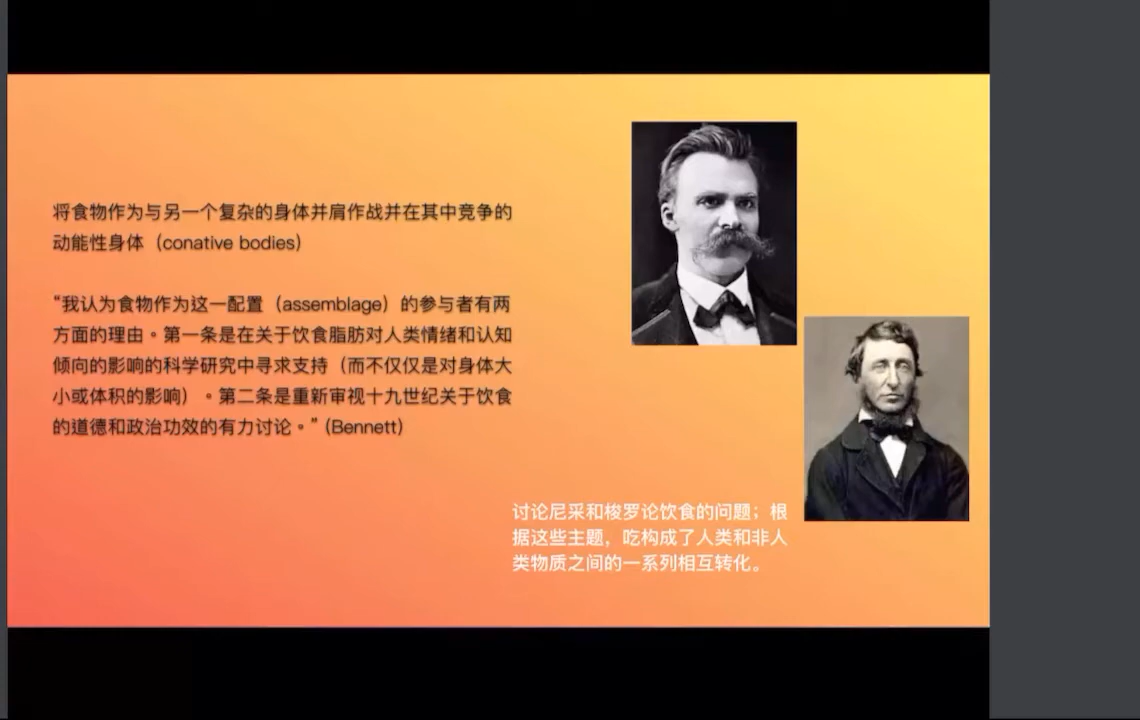 将食物作为与另一个复杂的身体并肩作战并在其中竞争的
动能性身体（conative bodies）
“我认为食物作为这一配置（assemblage）的参与者有两
方面的理由。第一条是在关于饮食脂肪对人类情绪和认知
倾向的影响的科学研究中寻求支持（而不仅仅是对身体大
小或体积的影响）。第二条是重新审视十九世纪关于饮食
的道德和政治功效的有力讨论。”（Bennett）
讨论尼采和梭罗论饮食的问题；根
据这些主题，吃构成了人类和非人
类物质之间的一系列相互转化。